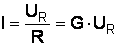 I = U_R / R = G · U_R